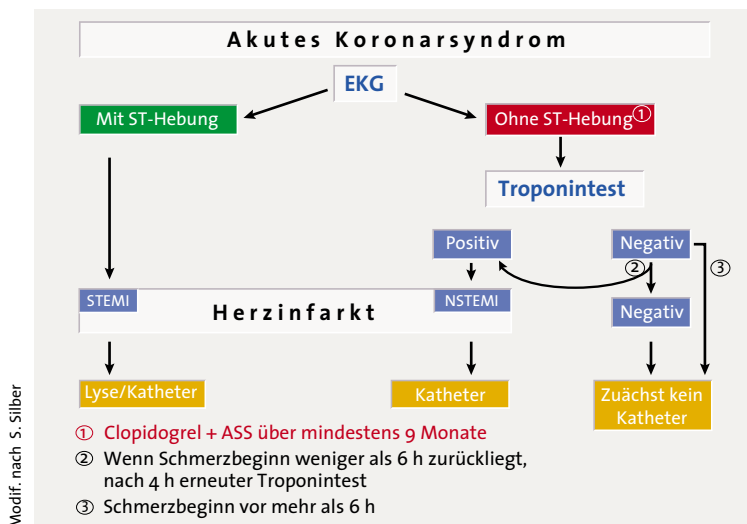 Akutes Koronarsyndrom
EKG
Mit ST-Hebung
Ohne ST-Hebung①
Troponintest
Positiv
Negativ
②
③
STEMI
Herzinfarkt
NSTEMI
Negativ
Lyse/Katheter
Katheter
Zuächst kein
Katheter
① Clopidogrel + ASS über mindestens 9 Monate
② Wenn Schmerzbeginn weniger als 6 h zurückliegt,
nach 4 h erneuter Troponintest
③ Schmerzbeginn vor mehr als 6 h
Modif. nach S. Silber